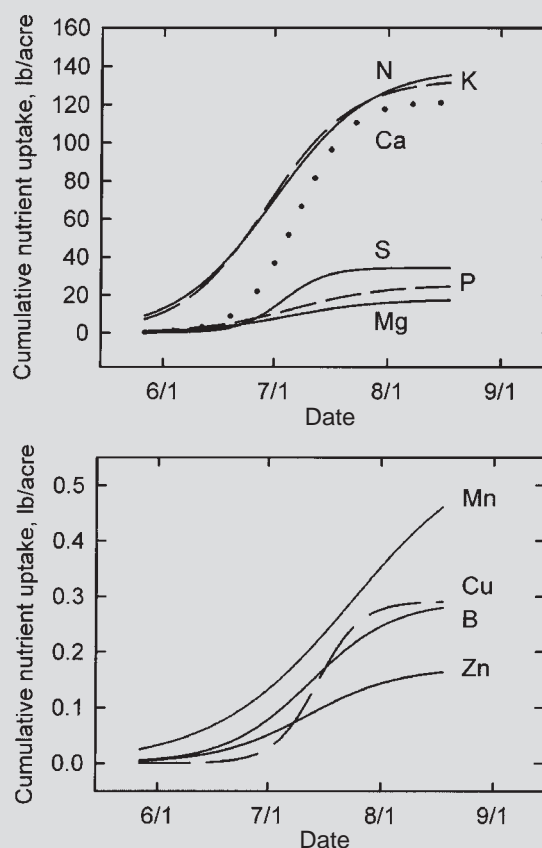 Cumulative nutrient uptake, lb/acre
160
140
120
100
80
60
40
20
0
N
K
Ca
S
P
Mg
6/1 7/1 8/1 9/1
Date
Cumulative nutrient uptake, lb/acre
0.5
0.4
0.3
0.2
0.1
0.0
Mn
Cu
B
Zn
6/1 7/1 8/1 9/1
Date